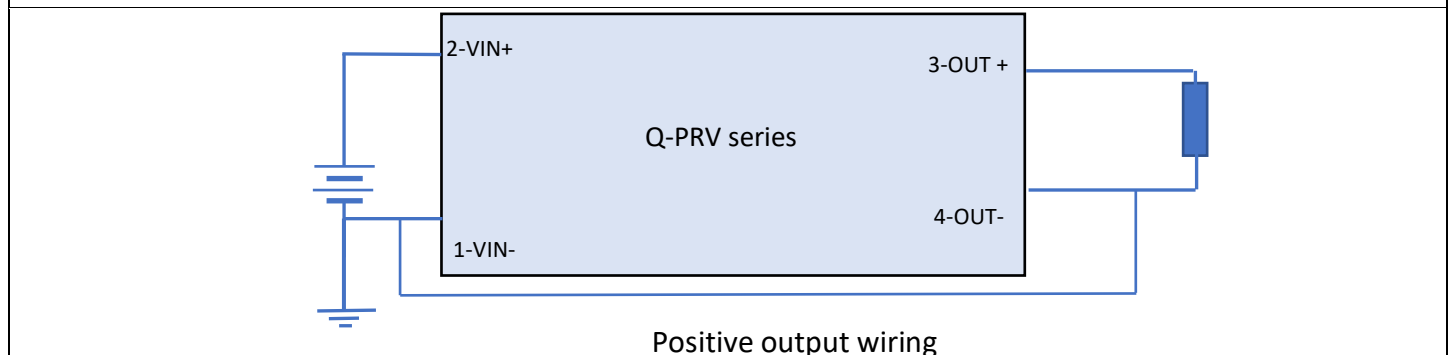 2-VIN+
3-OUT +
Q-PRV series
4-OUT-
1-VIN-
Positive output wiring